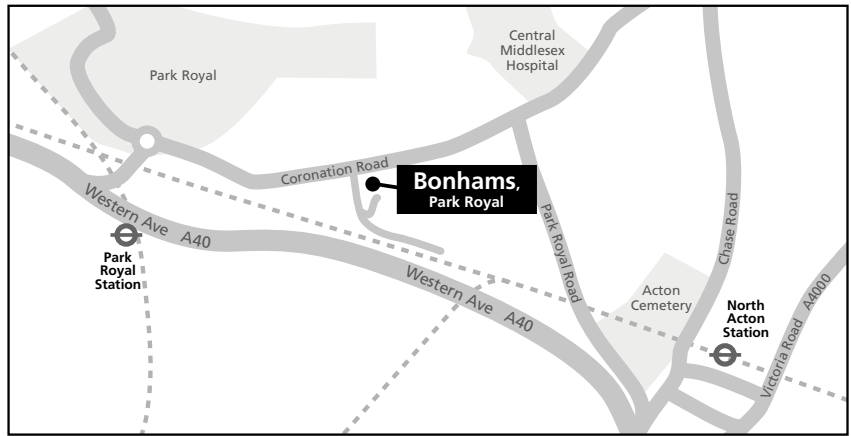 Central
Middlesex
Hospital
Park Royal
Coronation Road
Bonhams,
Park Royal
Western Ave A40
Park
Royal
Station
Park Royal Road
Chase Road
Western Ave A40
Acton
Cemetery
North
Acton
Station
Victoria Road A4000